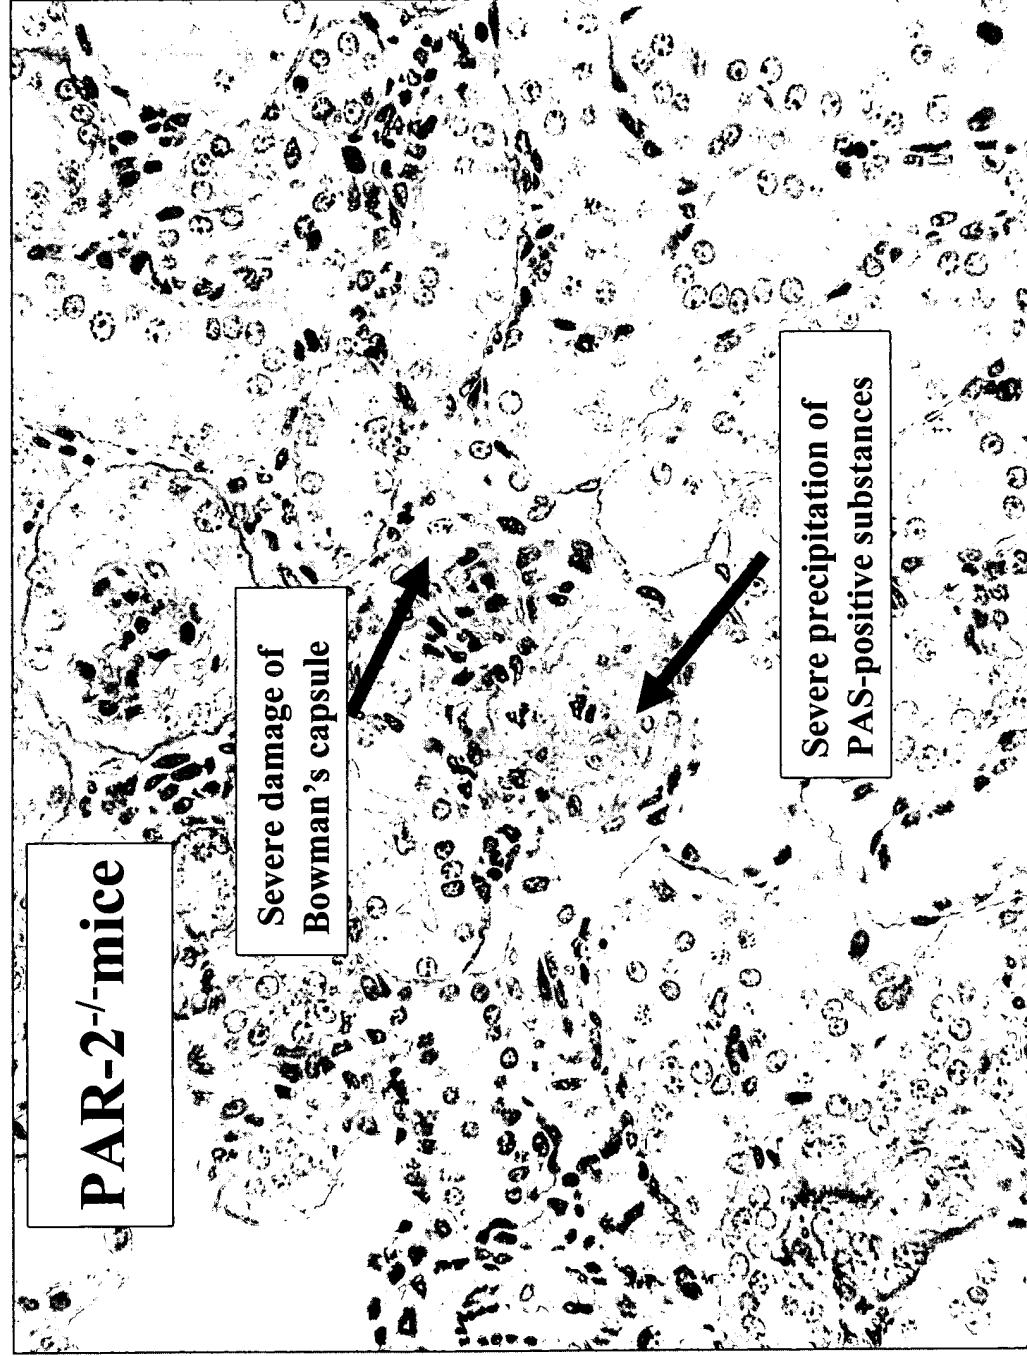 PAR-2-/-mice
Severe damage of
Bowman's capsule
Severe precipitation of
PAS-positive substances